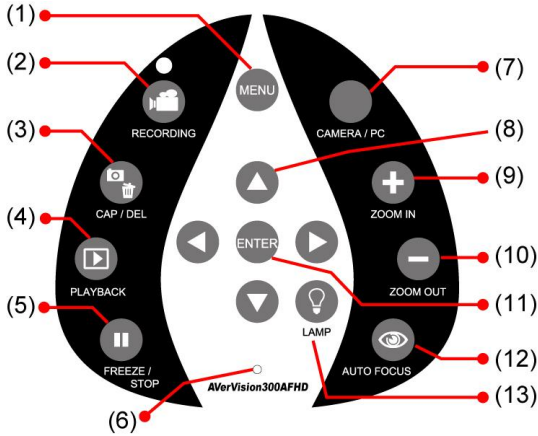 (1)
(2)
(7)
MENU
RECORDING
CAMERA / PC
(3)
(8)
CAP / DEL
(9)
ZOOM IN
(4)
ENTER
(10)
PLAYBACK
ZOOM OUT
(5)
(11)
LAMP
FREEZE /
STOP
AUTO FOCUS
(12)
(6)
AVerVision300AFHD
(13)